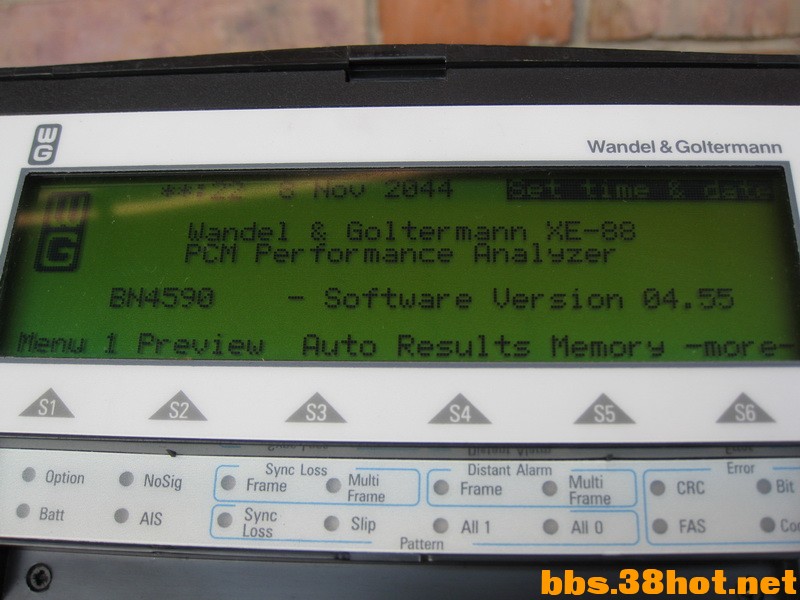 WG
Wandel & Goltermann
**:22 8 Nov 2044 Set time & date
WG
Wandel & Goltermann XE-88
PCM Performance Analyzer
BN4590 - Software Version 04.55
Menu 1 Preview Auto Results Memory -more-
S1 S2 S3 S4 S5 S6
Sync Loss Distant Alarm Error
Option NoSig Frame Multi Frame Frame Multi Frame CRC Bit
Batt AIS Sync Loss Slip All 1 All 0 FAS
Pattern
bbs.38hot.net